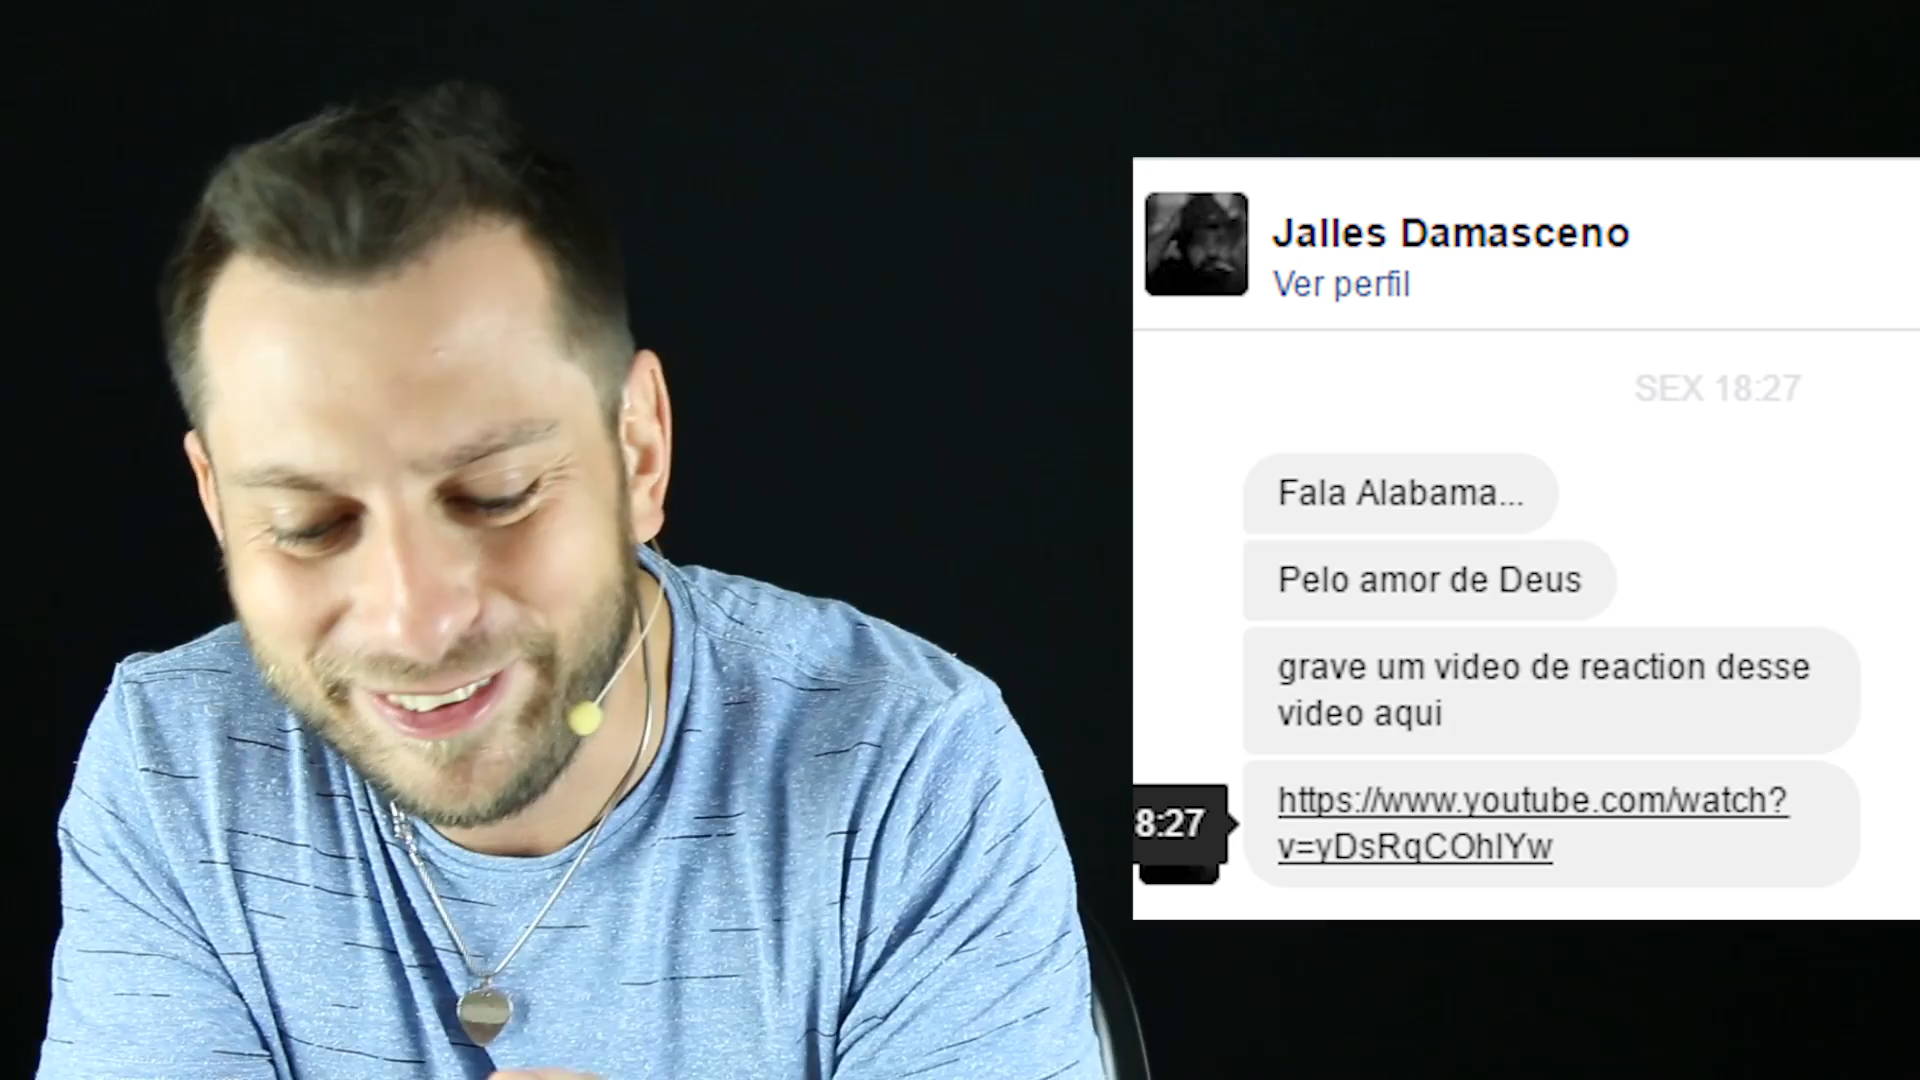 Jalles Damasceno
Ver perfil
SEX 18:27
Fala Alabama...
Pelo amor de Deus
grave um video de reaction desse
video aqui
8:27
https://www.youtube.com/watch?
v=yDsRqCOhlYw